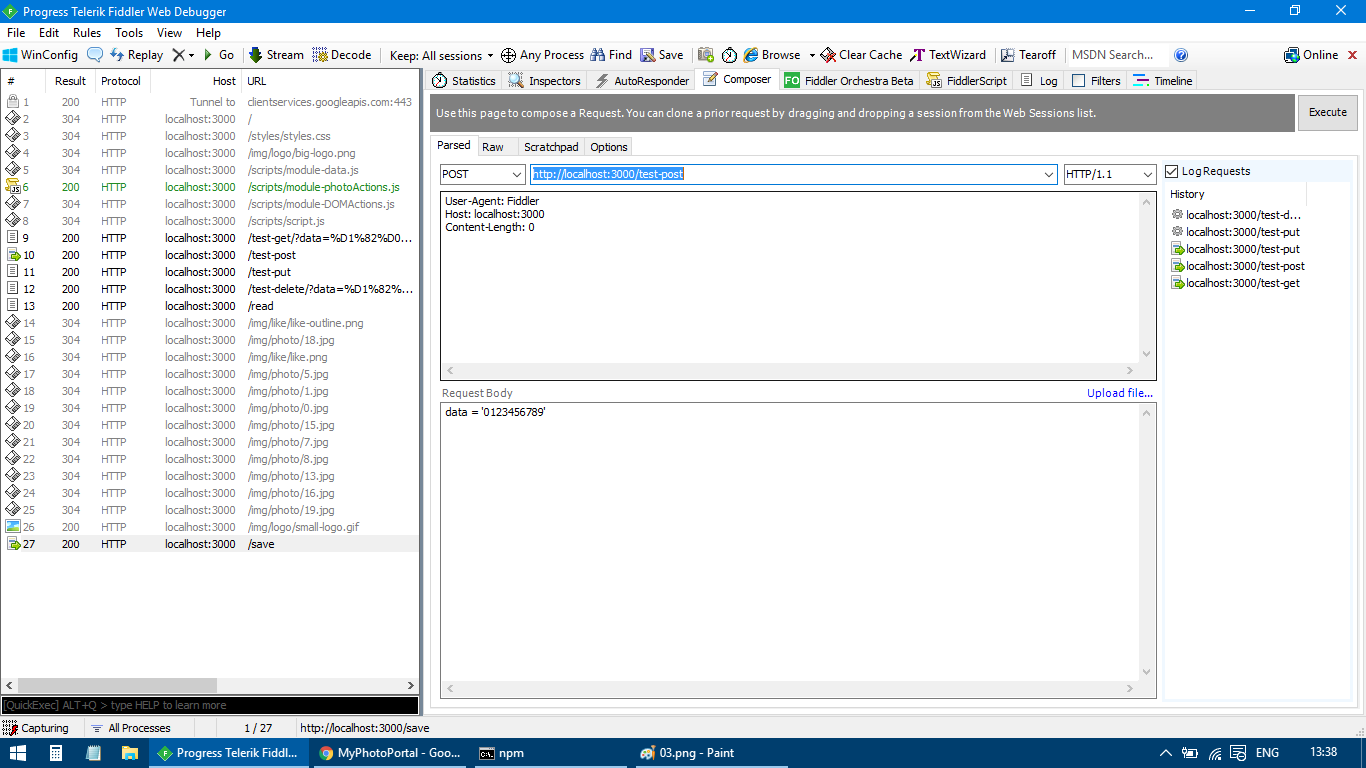 Progress Telerik Fiddler Web Debugger
File Edit Rules Tools View Help
WinConfig Replay Go Stream Decode Keep: All sessions Any Process Find Save Browse Clear Cache TextWizard Tearoff MSDN Search... Online
# Result Protocol Host URL
1 200 HTTP Tunnel to clientservices.googleapis.com:443
2 304 HTTP localhost:3000 /
3 304 HTTP localhost:3000 /styles/styles.css
4 304 HTTP localhost:3000 /img/logo/big-logo.png
5 304 HTTP localhost:3000 /scripts/module-data.js
6 200 HTTP localhost:3000 /scripts/module-photoActions.js
7 304 HTTP localhost:3000 /scripts/module-DOMActions.js
8 304 HTTP localhost:3000 /scripts/script.js
9 200 HTTP localhost:3000 /test-get/?data=%D1%82%D0...
10 200 HTTP localhost:3000 /test-post
11 200 HTTP localhost:3000 /test-put
12 200 HTTP localhost:3000 /test-delete/?data=%D1%82%...
13 200 HTTP localhost:3000 /read
14 304 HTTP localhost:3000 /img/like/like-outline.png
15 304 HTTP localhost:3000 /img/photo/18.jpg
16 304 HTTP localhost:3000 /img/like/like.png
17 304 HTTP localhost:3000 /img/photo/5.jpg
18 304 HTTP localhost:3000 /img/photo/1.jpg
19 304 HTTP localhost:3000 /img/photo/0.jpg
20 304 HTTP localhost:3000 /img/photo/15.jpg
21 304 HTTP localhost:3000 /img/photo/7.jpg
22 304 HTTP localhost:3000 /img/photo/8.jpg
23 304 HTTP localhost:3000 /img/photo/13.jpg
24 304 HTTP localhost:3000 /img/photo/16.jpg
25 304 HTTP localhost:3000 /img/photo/19.jpg
26 200 HTTP localhost:3000 /img/logo/small-logo.gif
27 200 HTTP localhost:3000 /save
[QuickExec] ALT+Q > type HELP to learn more
Statistics Inspectors AutoResponder Composer FO Fiddler Orchestra Beta FiddlerScript Log Filters Timeline
Use this page to compose a Request. You can clone a prior request by dragging and dropping a session from the Web Sessions list.
Execute
Parsed Raw Scratchpad Options
POST http://localhost:3000/test-post HTTP/1.1
User-Agent: Fiddler
Host: localhost:3000
Content-Length: 0
Request Body Upload file...
data = '0123456789'
Log Requests
History
localhost:3000/test-d...
localhost:3000/test-put
localhost:3000/test-put
localhost:3000/test-post
localhost:3000/test-get
Capturing All Processes 1 / 27 http://localhost:3000/save
Progress Telerik Fiddl... MyPhotoPortal - Goo... npm 03.png - Paint ENG 13:38